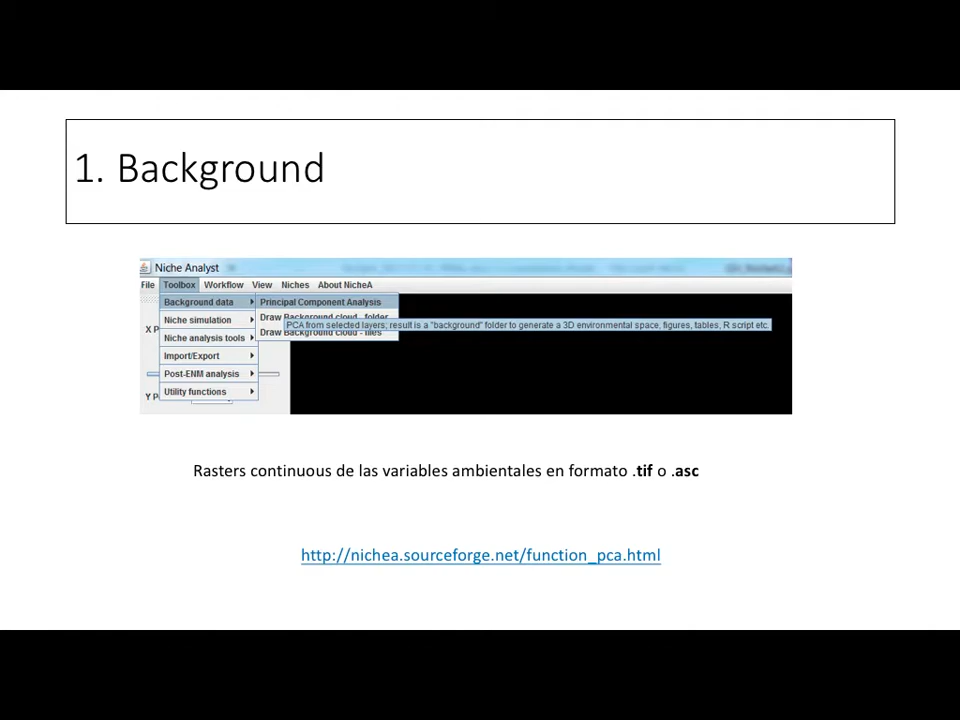 1. Background
Niche Analyst
File Toolbox Workflow View Niches About NicheA
Background data Principal Component Analysis
Draw Background cloud - folder
PCA from selected layers; result is a "background" folder to generate a 3D environmental space, figures, tables, R script etc.
Niche simulation
Draw Background cloud - files
X P
Niche analysis tools
Import/Export
Post-ENM analysis
Utility functions
Y P
Rasters continuous de las variables ambientales en formato .tif o .asc
http://nichea.sourceforge.net/function_pca.html